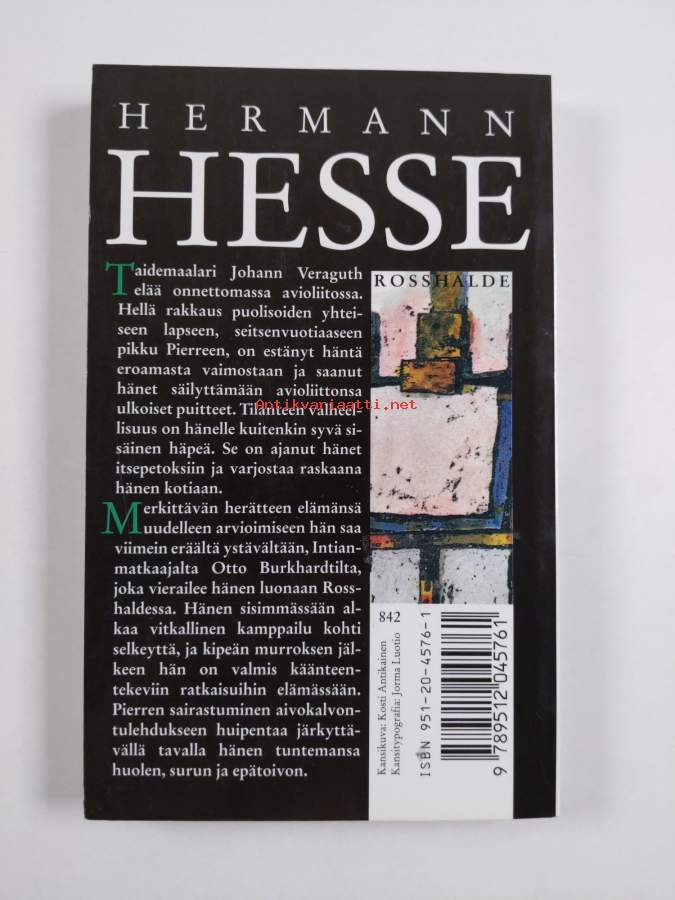 HERMANN
HESSE
Taidemaalari Johann Veraguth
elää onnettomassa avioliitossa.
Hellä rakkaus puolisoiden yhtei-
seen lapseen, seitsenvuotiaaseen
pikku Pierreen, on estänyt häntä
eroamasta vaimostaan ja saanut
hänet säilyttämään avioliittonsa
ulkoiset puitteet. Tilanteen valheel-
lisuus on hänelle kuitenkin syvä si-
säinen häpeä. Se on ajanut hänet
itsepetoksiin ja varjostaa raskaana
hänen kotiaan.
Merkittävän herätteen elämänsä
uudelleen arvioimiseen hän saa
viimein eräältä ystävältään, Intian-
matkaajalta Otto Burkhardtilta,
joka vierailee hänen luonaan Ross-
haldessa. Hänen sisimmässään al-
kaa vitkallinen kamppailu kohti
selkeyttä, ja kipeän murroksen jäl-
keen hän on valmis käänteen-
tekeviin ratkaisuihin elämässään.
Pierren sairastuminen aivokalvon-
tulehdukseen huipentaa järkyttä-
vällä tavalla hänen tuntemansa
huolen, surun ja epätoivon.
ROSSHALDE
842
Kansikuva: Kosti Antikainen
Kansitypografia: Jorma Luotio
ISBN 951-20-4576-1
9 789512 045761
Antikvariaatti.net